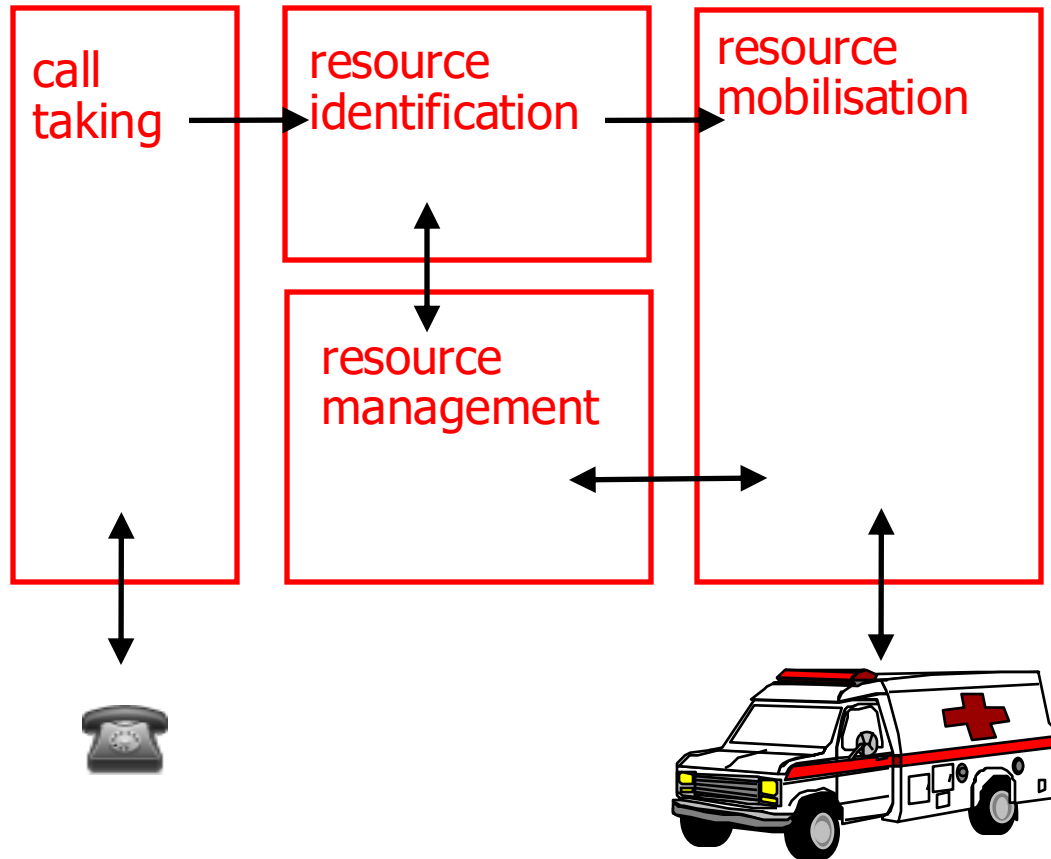 call
taking
resource
identification
resource
mobilisation
resource
management